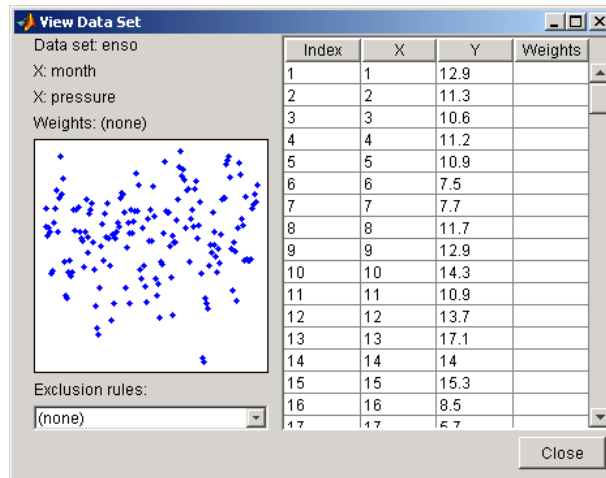 View Data Set
Data set: enso
X: month
X: pressure
Weights: (none)
Exclusion rules:
(none)
Index X Y Weights
1 1 12.9
2 2 11.3
3 3 10.6
4 4 11.2
5 5 10.9
6 6 7.5
7 7 7.7
8 8 11.7
9 9 12.9
10 10 14.3
11 11 10.9
12 12 13.7
13 13 17.1
14 14 14
15 15 15.3
16 16 8.5
17 17 5.7
Close